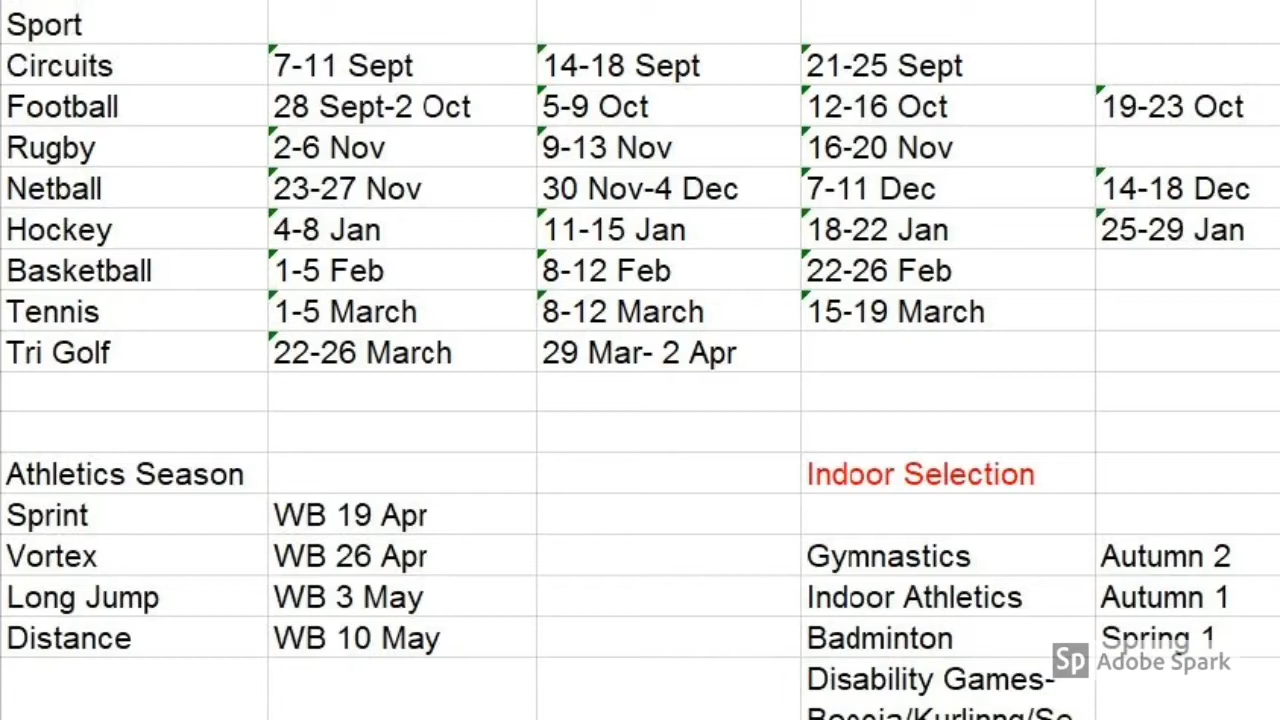 Sport
Circuits 7-11 Sept 14-18 Sept 21-25 Sept
Football 28 Sept-2 Oct 5-9 Oct 12-16 Oct 19-23 Oct
Rugby 2-6 Nov 9-13 Nov 16-20 Nov
Netball 23-27 Nov 30 Nov-4 Dec 7-11 Dec 14-18 Dec
Hockey 4-8 Jan 11-15 Jan 18-22 Jan 25-29 Jan
Basketball 1-5 Feb 8-12 Feb 22-26 Feb
Tennis 1-5 March 8-12 March 15-19 March
Tri Golf 22-26 March 29 Mar- 2 Apr
Athletics Season Indoor Selection
Sprint WB 19 Apr
Vortex WB 26 Apr Gymnastics Autumn 2
Long Jump WB 3 May Indoor Athletics Autumn 1
Distance WB 10 May Badminton Spring 1
Sp Adobe Spark
Disability Games-